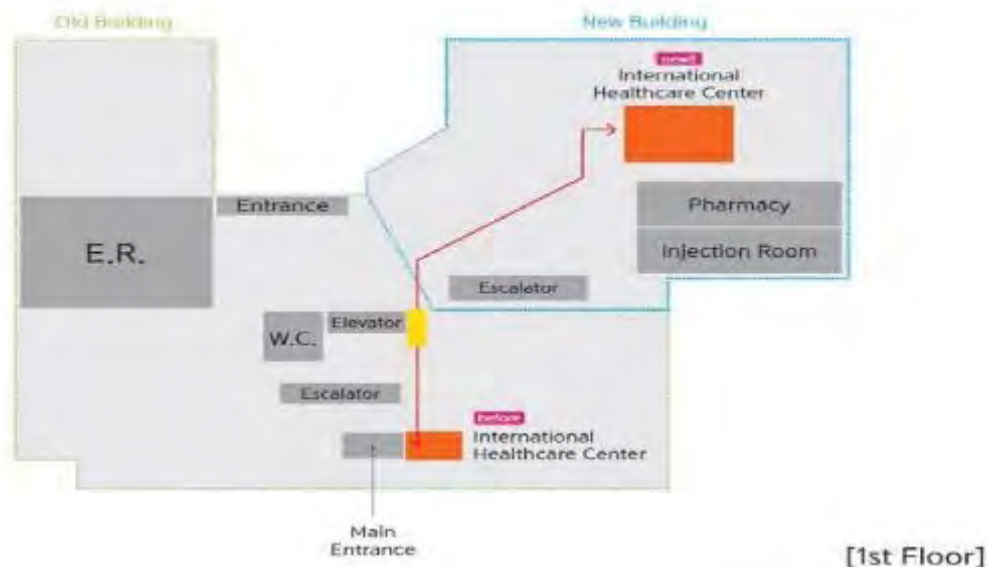 Old Building
New Building
new!!
International
Healthcare Center
Entrance
Pharmacy
E.R.
Injection Room
Escalator
W.C.
Elevator
Escalator
before
International
Healthcare Center
Main
Entrance
[1st Floor]